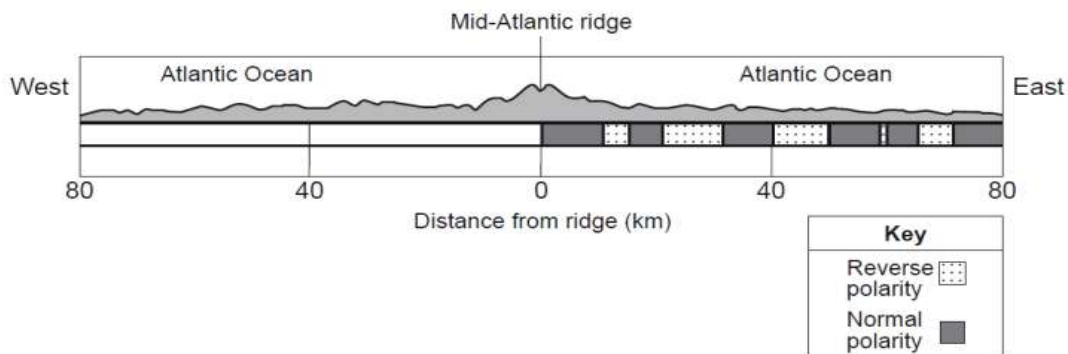 Mid-Atlantic ridge
West
Atlantic Ocean
Atlantic Ocean
East
80
40
0
40
80
Distance from ridge (km)
Key
Reverse
polarity
Normal
polarity